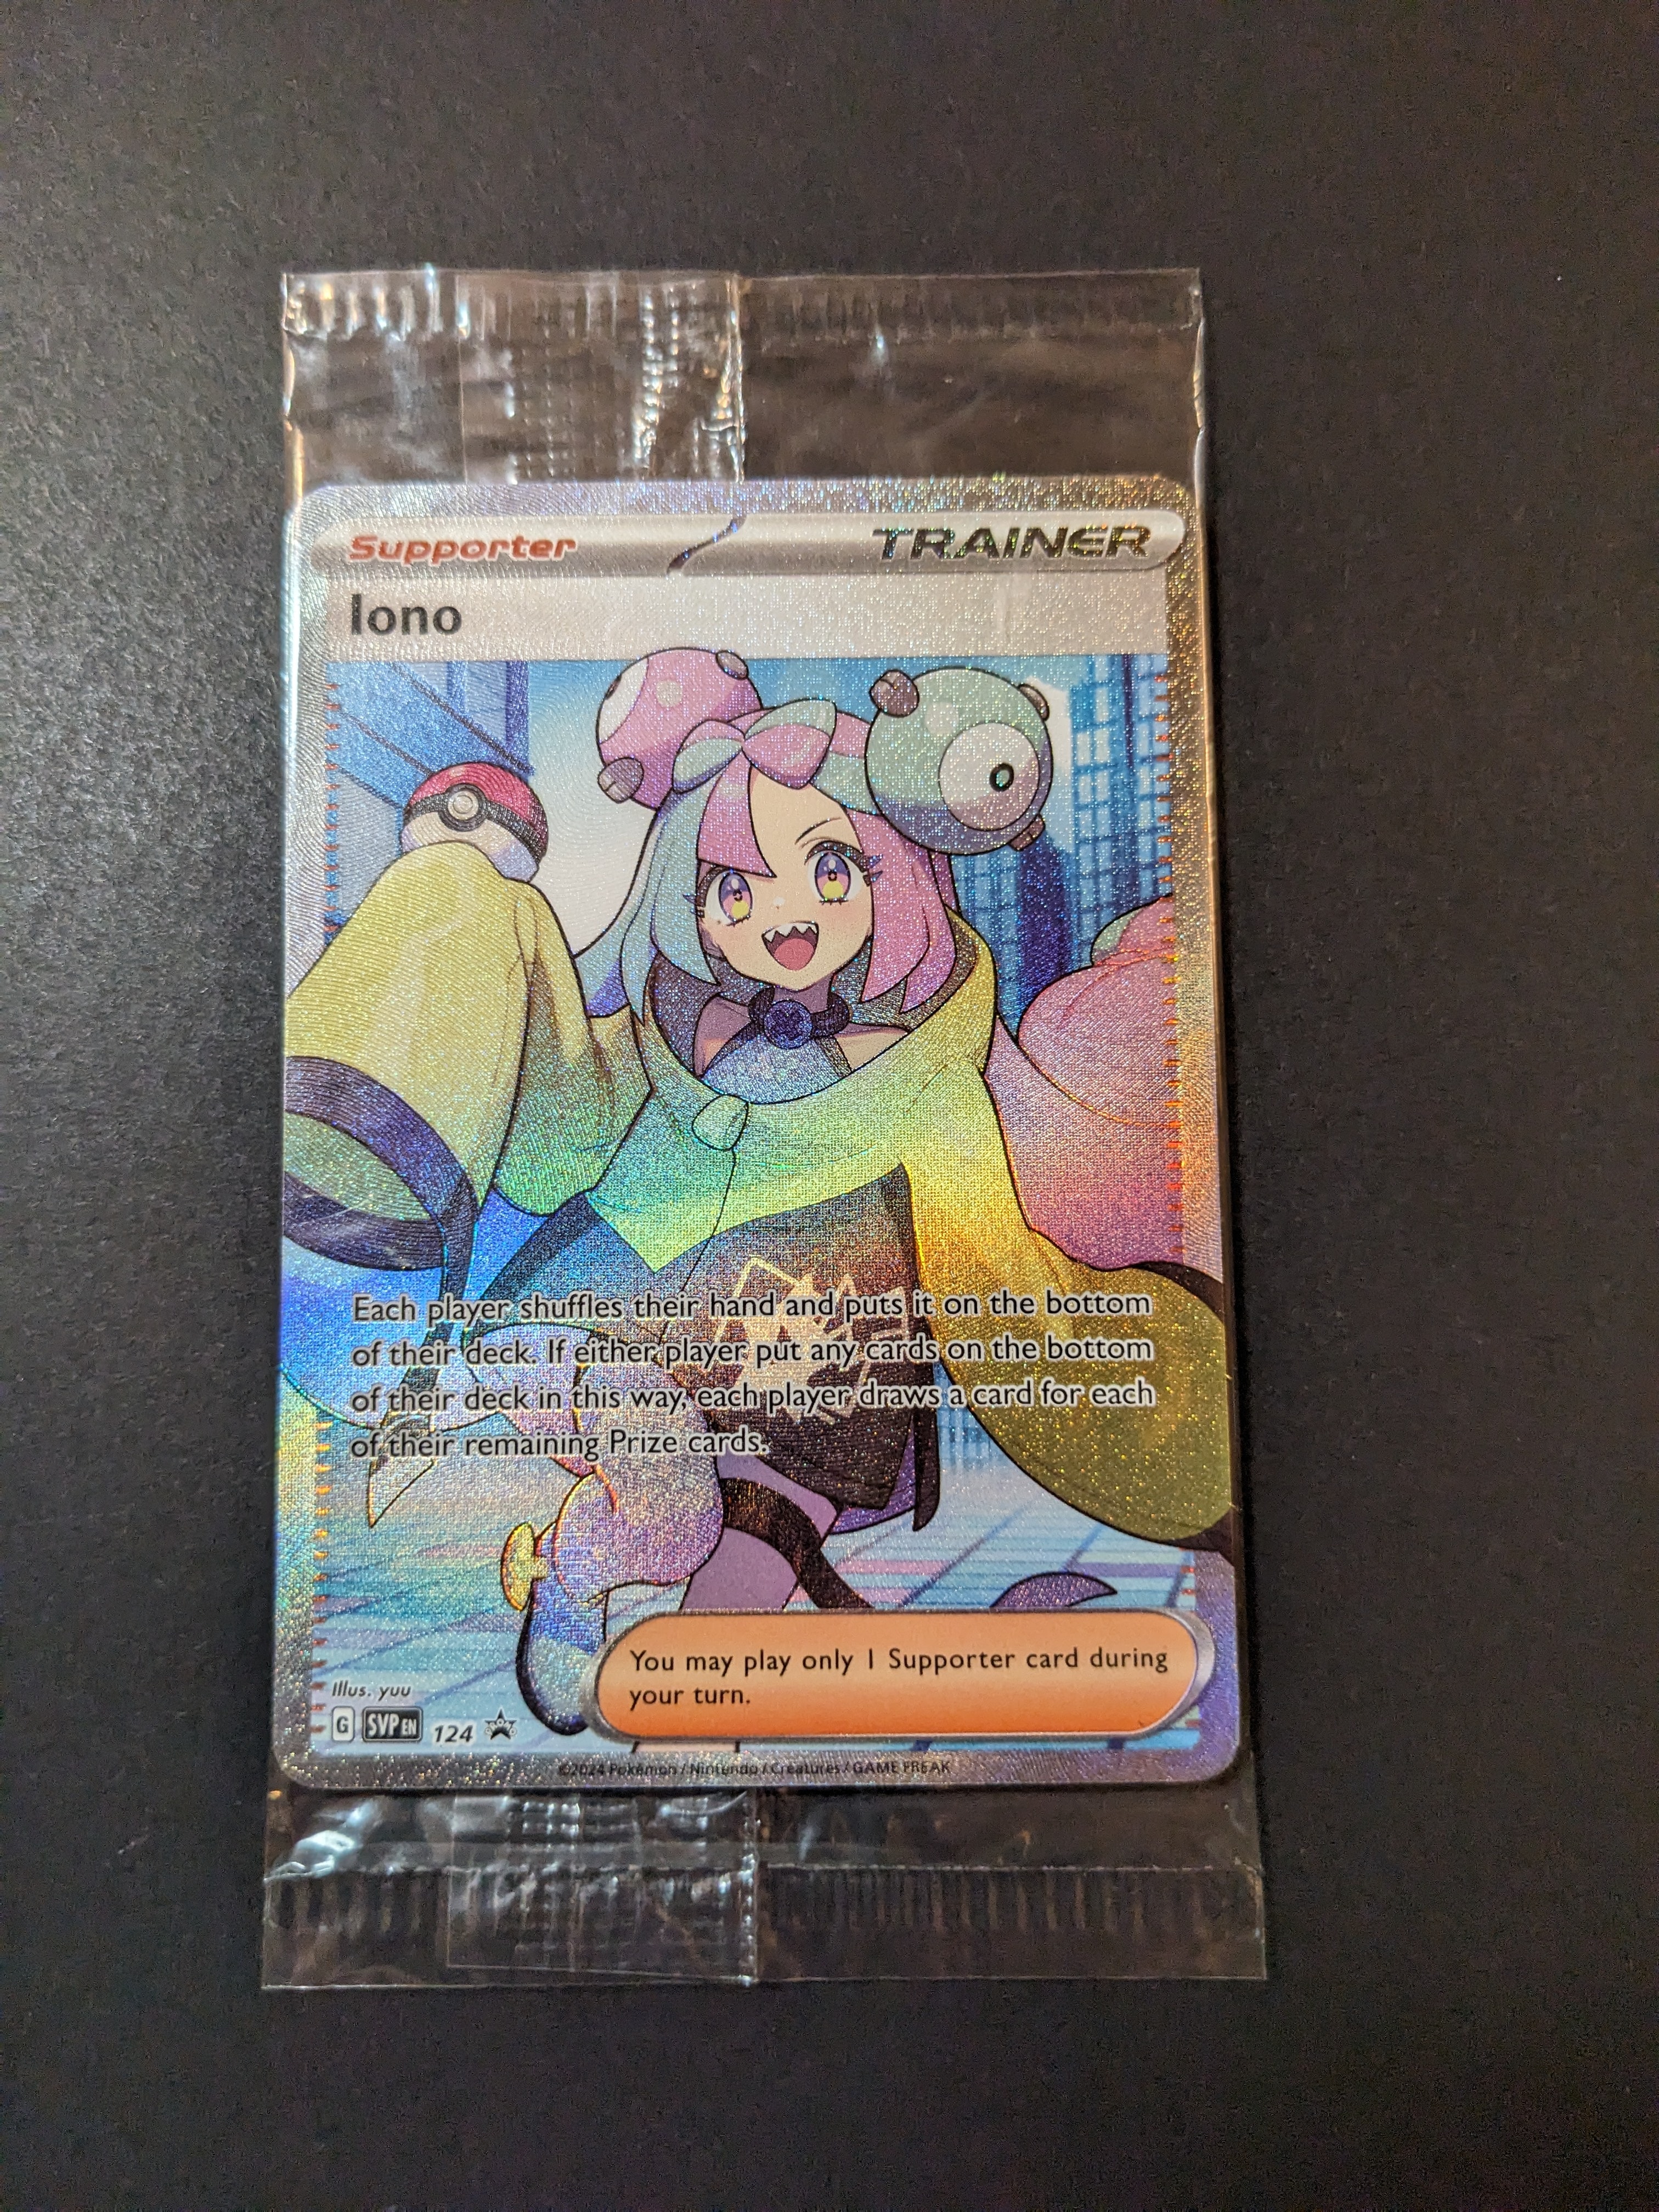 Supporter
TRAINER
Iono
Each player shuffles their hand and puts it on the bottom
of their deck. If either player put any cards on the bottom
of their deck in this way, each player draws a card for each
of their remaining Prize cards.
You may play only 1 Supporter card during
your turn.
Illus. yuu
G SVP EN 124
©2024 Pokémon / Nintendo / Creatures / GAME FREAK